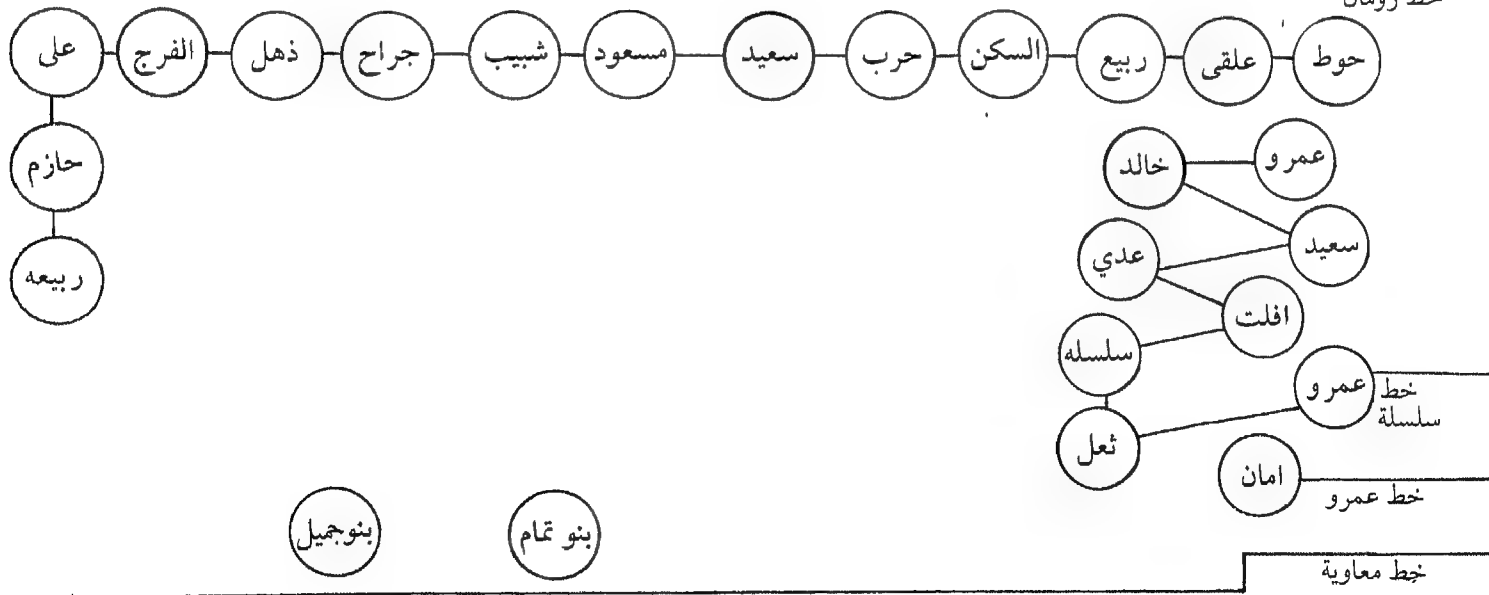 خط رومان
حوط علقى ربيع السكن حرب سعيد مسعود شبيب جراح ذهل الفرج على
عمرو خالد حازم
سعيد عدي ربيعه
افلت
سلسله
عمرو خط
سلسلة
ثعل
امان خط عمرو
بنو تمام بنوجميل
خط معاوية